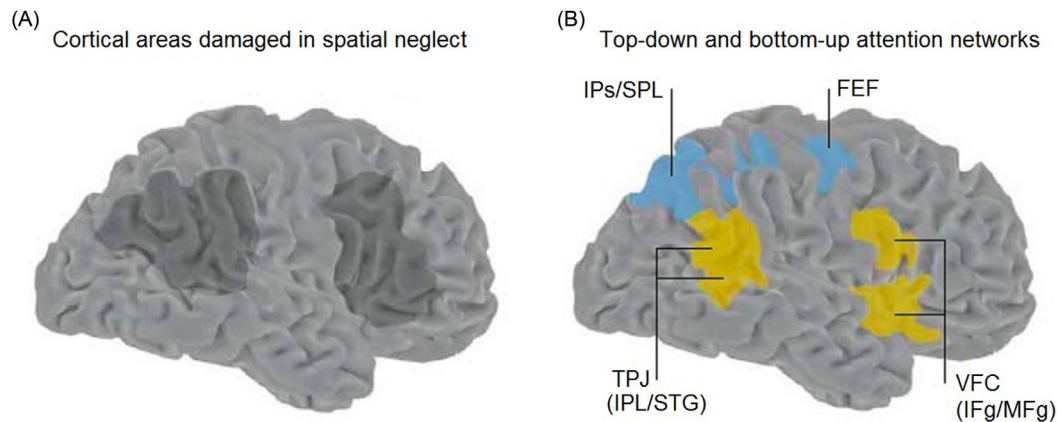 (A)
Cortical areas damaged in spatial neglect
(B)
Top-down and bottom-up attention networks
IPs/SPL
FEF
TPJ
(IPL/STG)
VFC
(IFg/MFg)